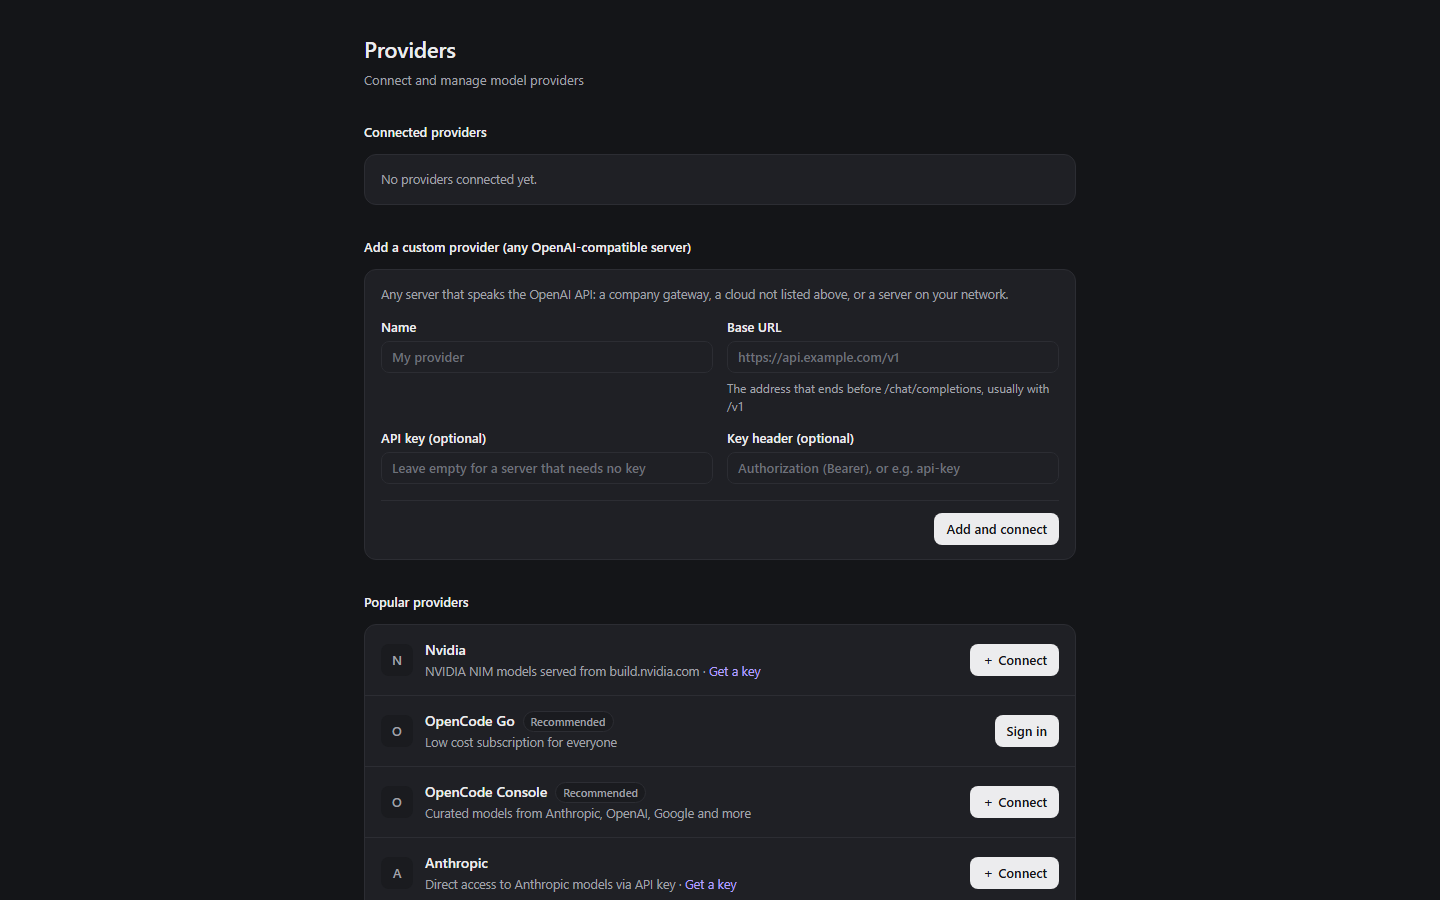 Providers
Connect and manage model providers
Connected providers
No providers connected yet.
Add a custom provider (any OpenAI-compatible server)
Any server that speaks the OpenAI API: a company gateway, a cloud not listed above, or a server on your network.
Name
Base URL
My provider
https://api.example.com/v1
The address that ends before /chat/completions, usually with
/v1
API key (optional)
Key header (optional)
Leave empty for a server that needs no key
Authorization (Bearer), or e.g. api-key
Add and connect
Popular providers
N
Nvidia
NVIDIA NIM models served from build.nvidia.com · Get a key
+ Connect
O
OpenCode Go Recommended
Low cost subscription for everyone
Sign in
O
OpenCode Console Recommended
Curated models from Anthropic, OpenAI, Google and more
+ Connect
A
Anthropic
Direct access to Anthropic models via API key · Get a key
+ Connect